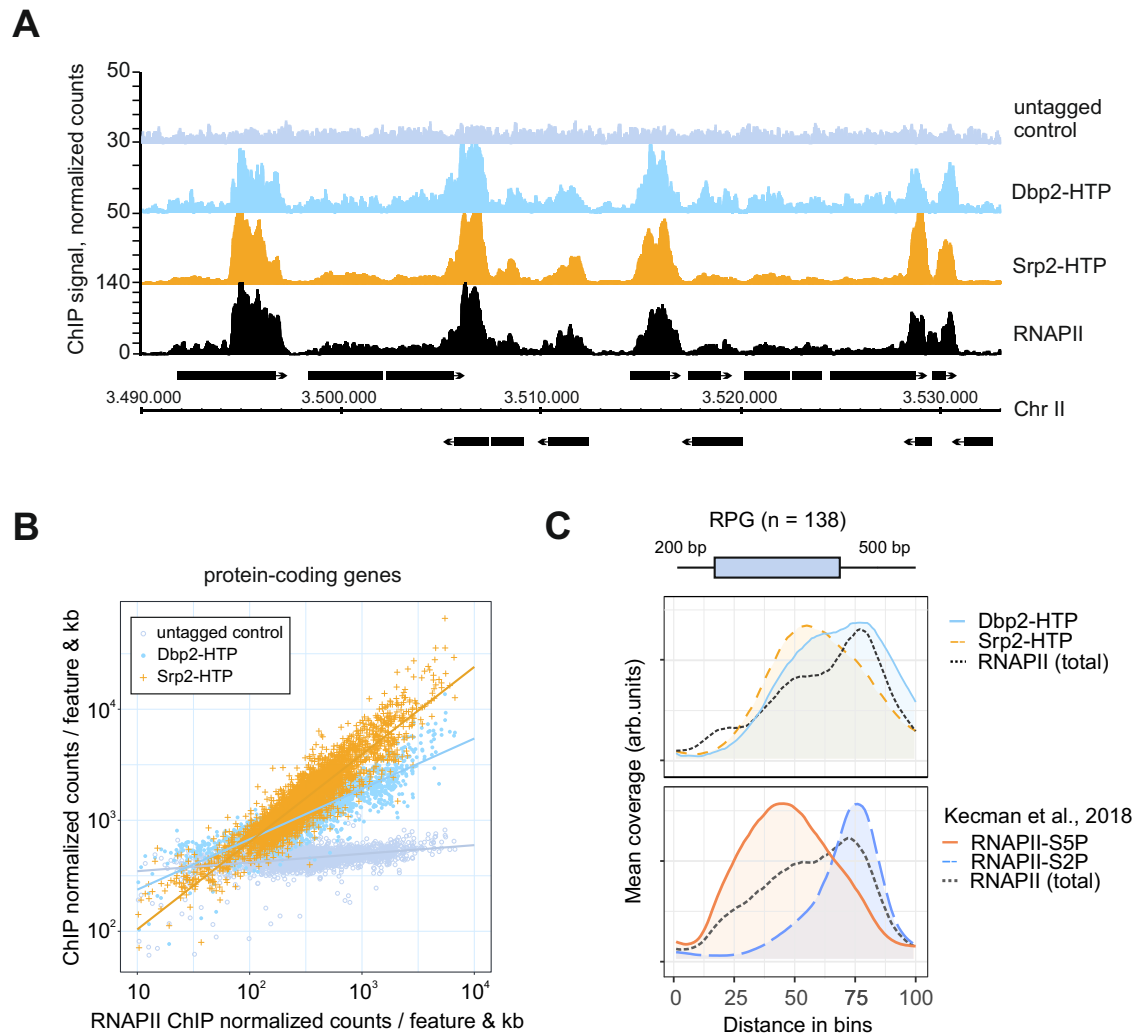 A
ChIP signal, normalized counts
50
30
50
140
0
untagged
control
Dbp2-HTP
Srp2-HTP
RNAPII
3.490.000 3.500.000 3.510.000 3.520.000 3.530.000
Chr II
B
protein-coding genes
untagged control
Dbp2-HTP
Srp2-HTP
ChIP normalized counts / feature & kb
10⁴
10³
10²
10 10² 10³ 10⁴
RNAPII ChIP normalized counts / feature & kb
C
RPG (n = 138)
200 bp 500 bp
Dbp2-HTP
Srp2-HTP
RNAPII (total)
Mean coverage (arb.units)
Kecman et al., 2018
RNAPII-S5P
RNAPII-S2P
RNAPII (total)
0 25 50 75 100
Distance in bins